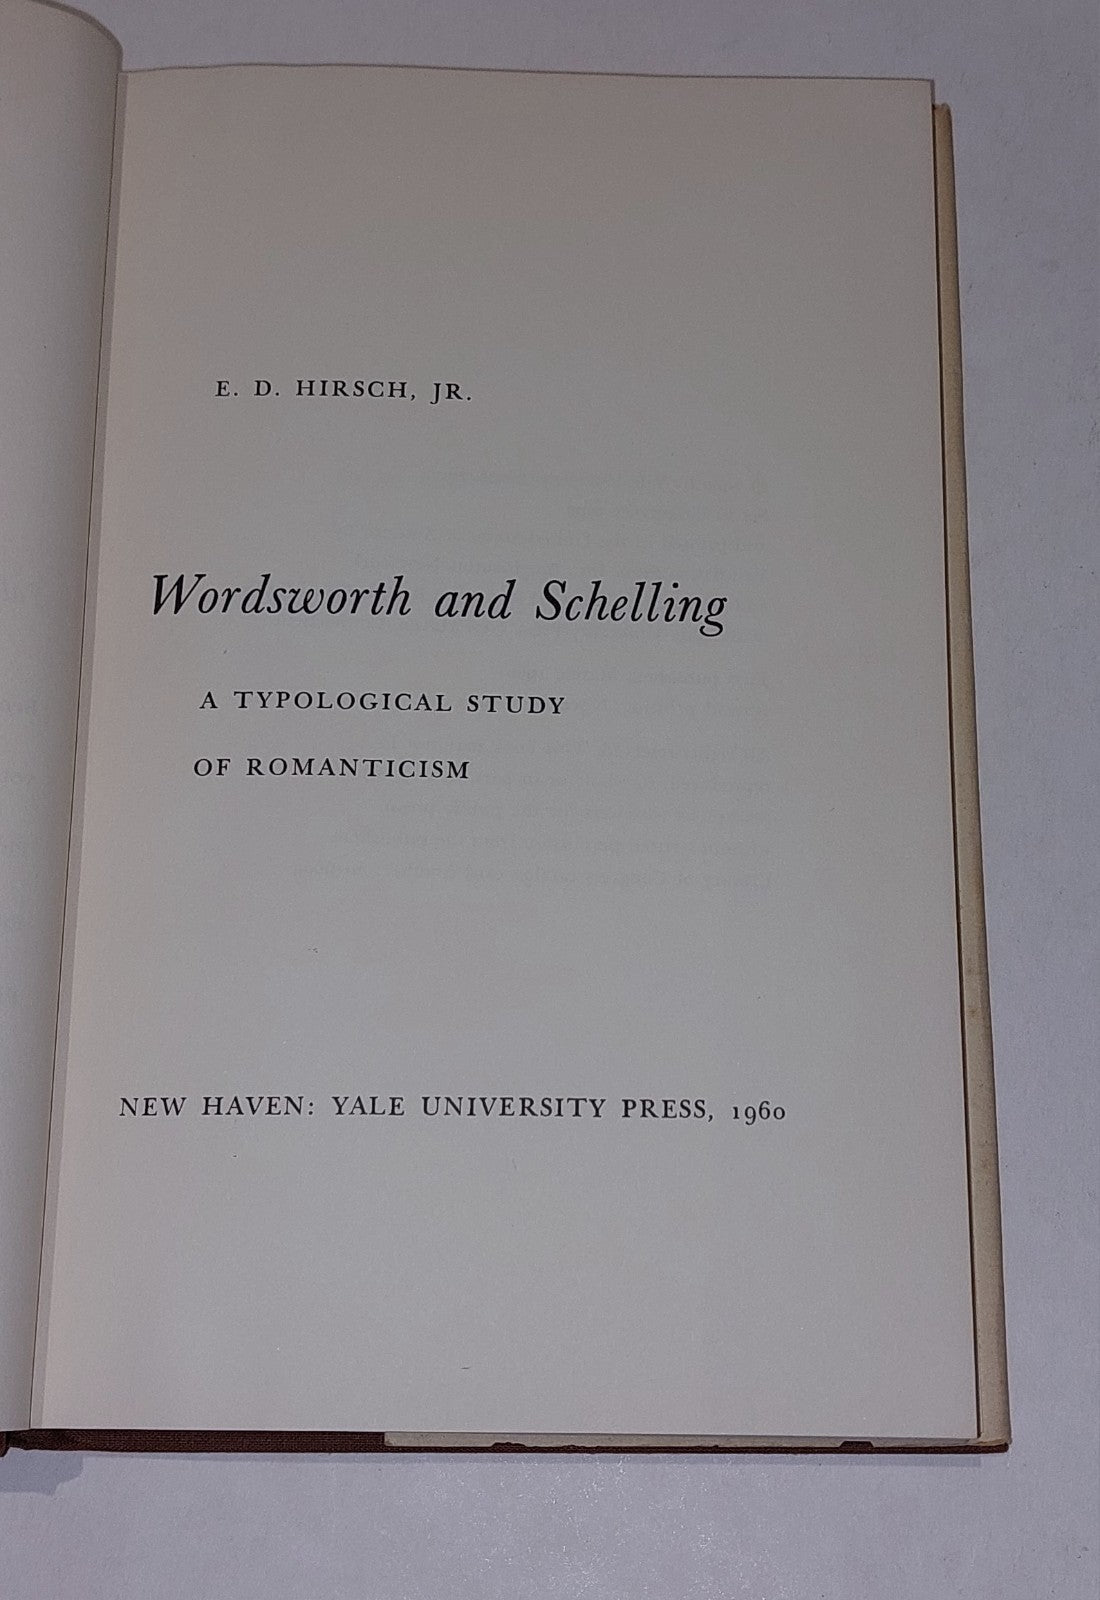 E. D. HIRSCH, JR.
Wordsworth and Schelling
A TYPOLOGICAL STUDY
OF ROMANTICISM
NEW HAVEN: YALE UNIVERSITY PRESS, 1960